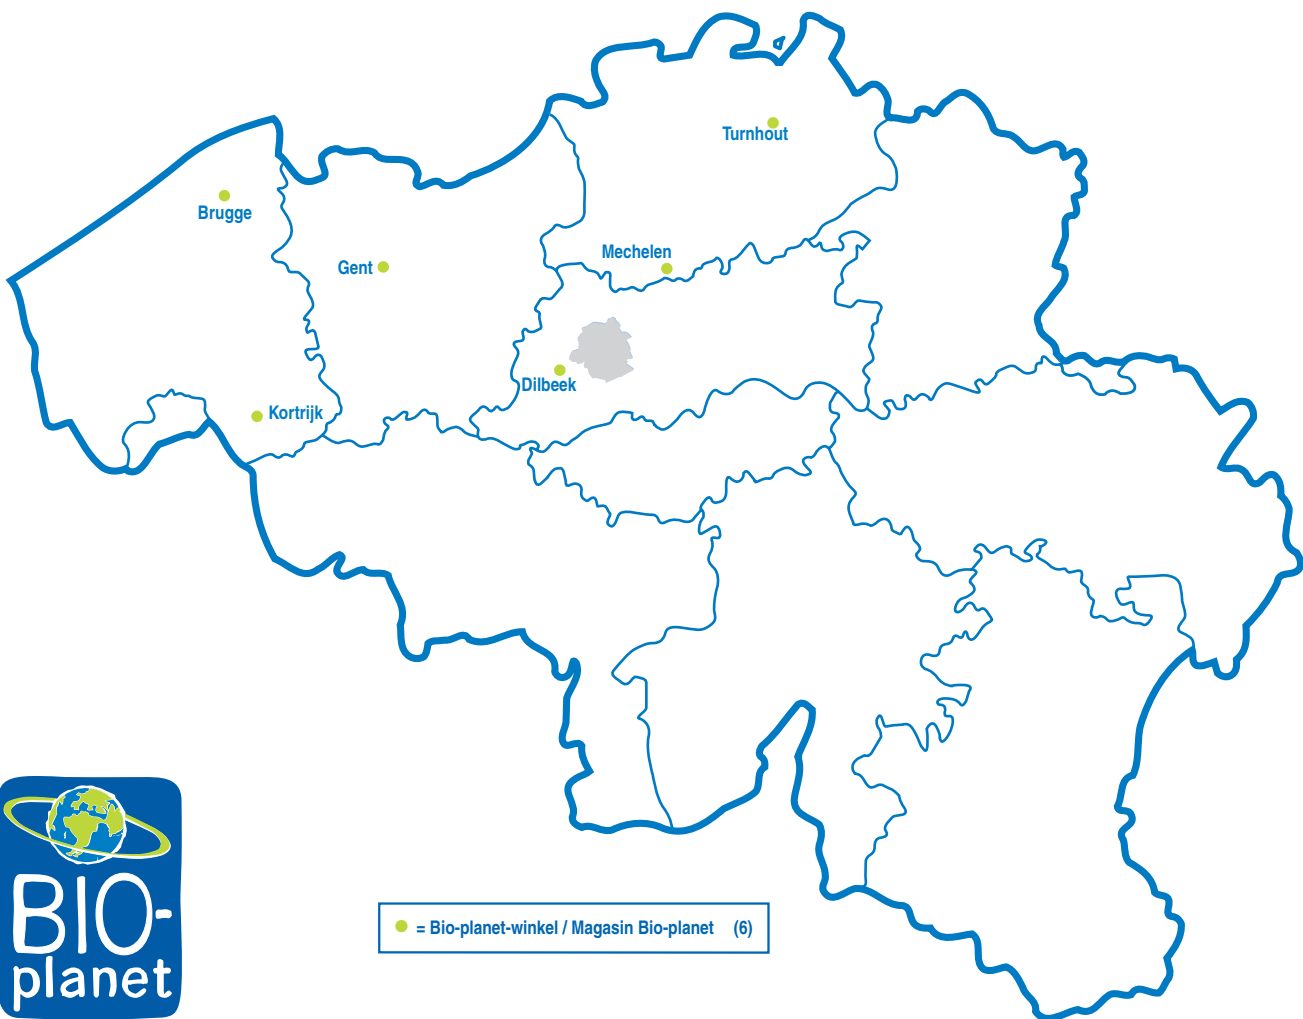 Turnhout
Brugge
Mechelen
Gent
Dilbeek
Kortrijk
BIO-
planet
= Bio-planet-winkel / Magasin Bio-planet (6)